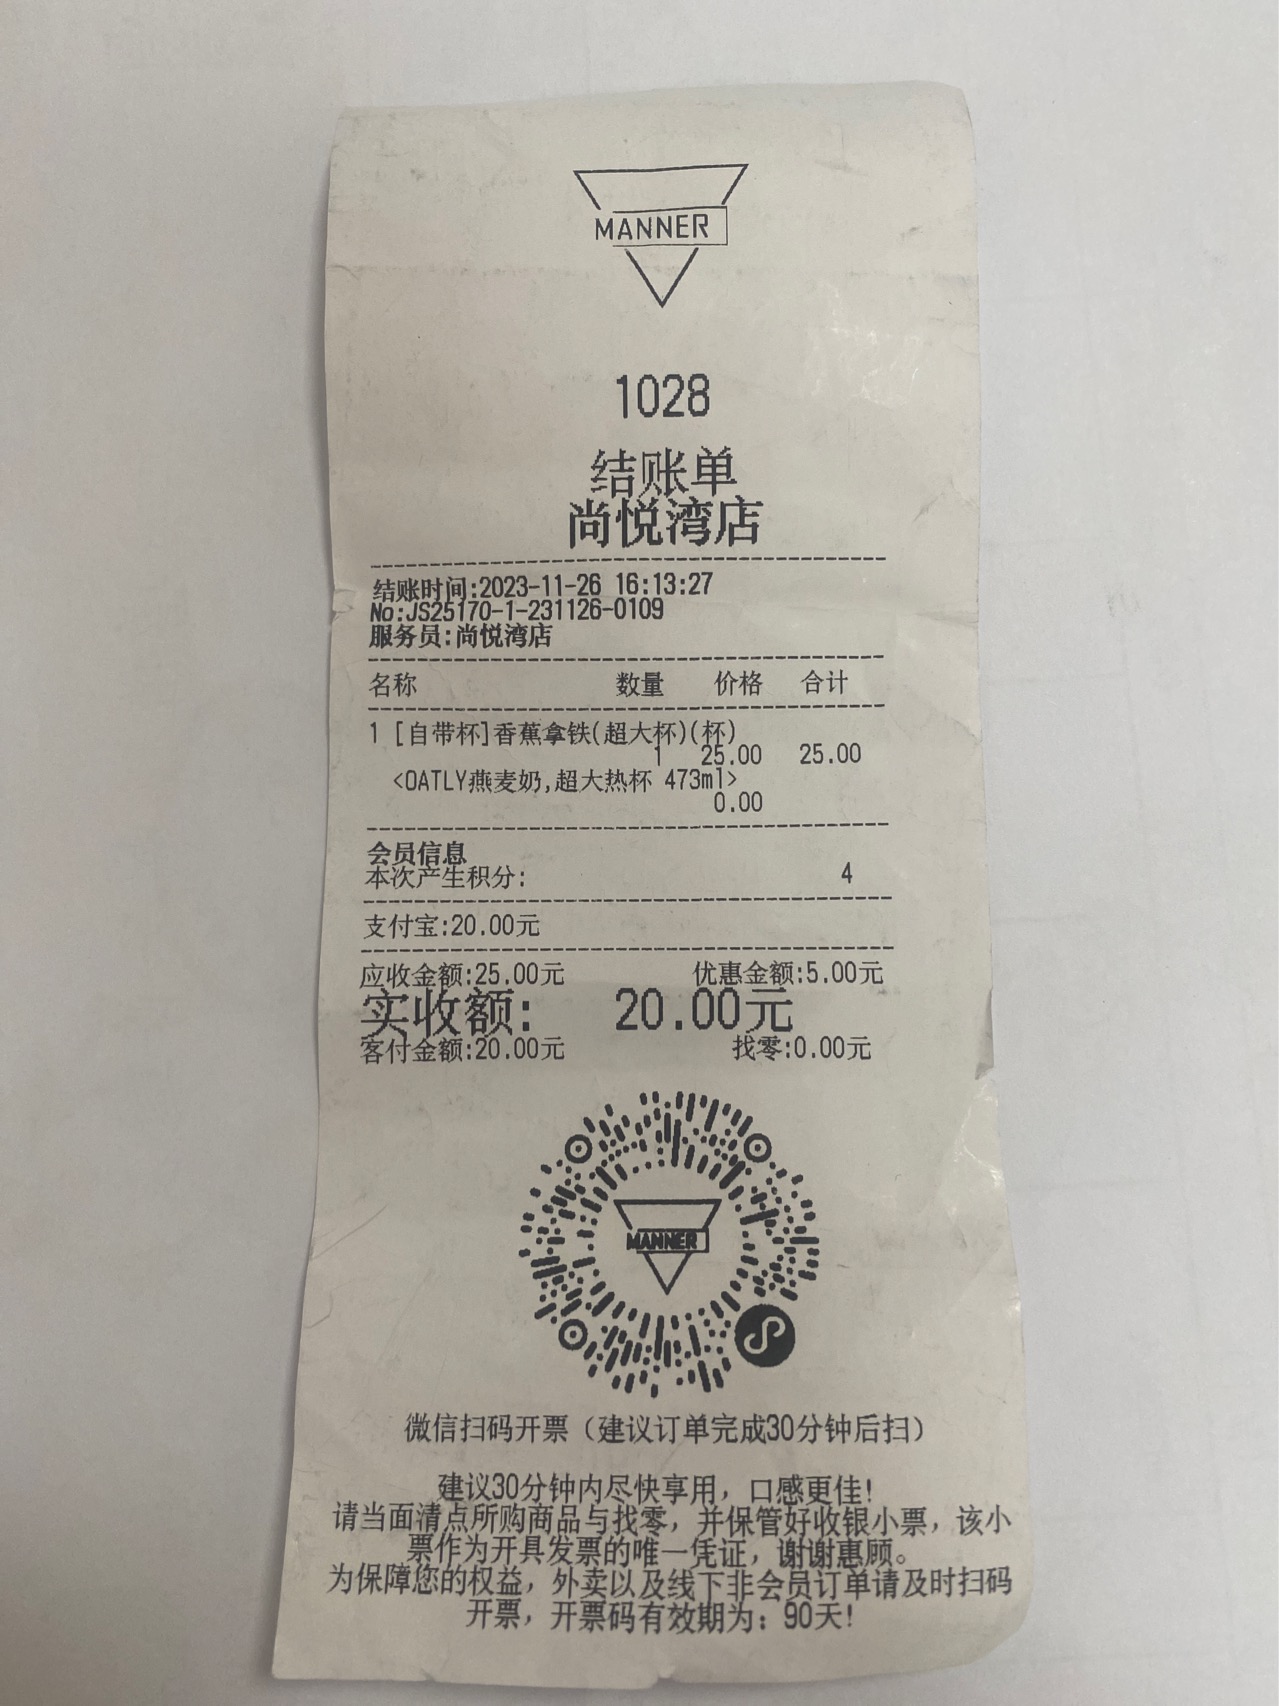 MANNER
1028
结账单
尚悦湾店
结账时间:2023-11-26 16:13:27
No:JS25170-1-231126-0109
服务员:尚悦湾店
名称 数量 价格 合计
1 [自带杯]香蕉拿铁(超大杯)(杯)
1 25.00 25.00
<OATLY燕麦奶,超大热杯 473ml>
0.00
会员信息
本次产生积分: 4
支付宝:20.00元
应收金额:25.00元 优惠金额:5.00元
实收额: 20.00元
客付金额:20.00元 找零:0.00元
MANNER
微信扫码开票（建议订单完成30分钟后扫）
建议30分钟内尽快享用，口感更佳!
请当面清点所购商品与找零，并保管好收银小票，该小
票作为开具发票的唯一凭证，谢谢惠顾。
为保障您的权益，外卖以及线下非会员订单请及时扫码
开票，开票码有效期为：90天!